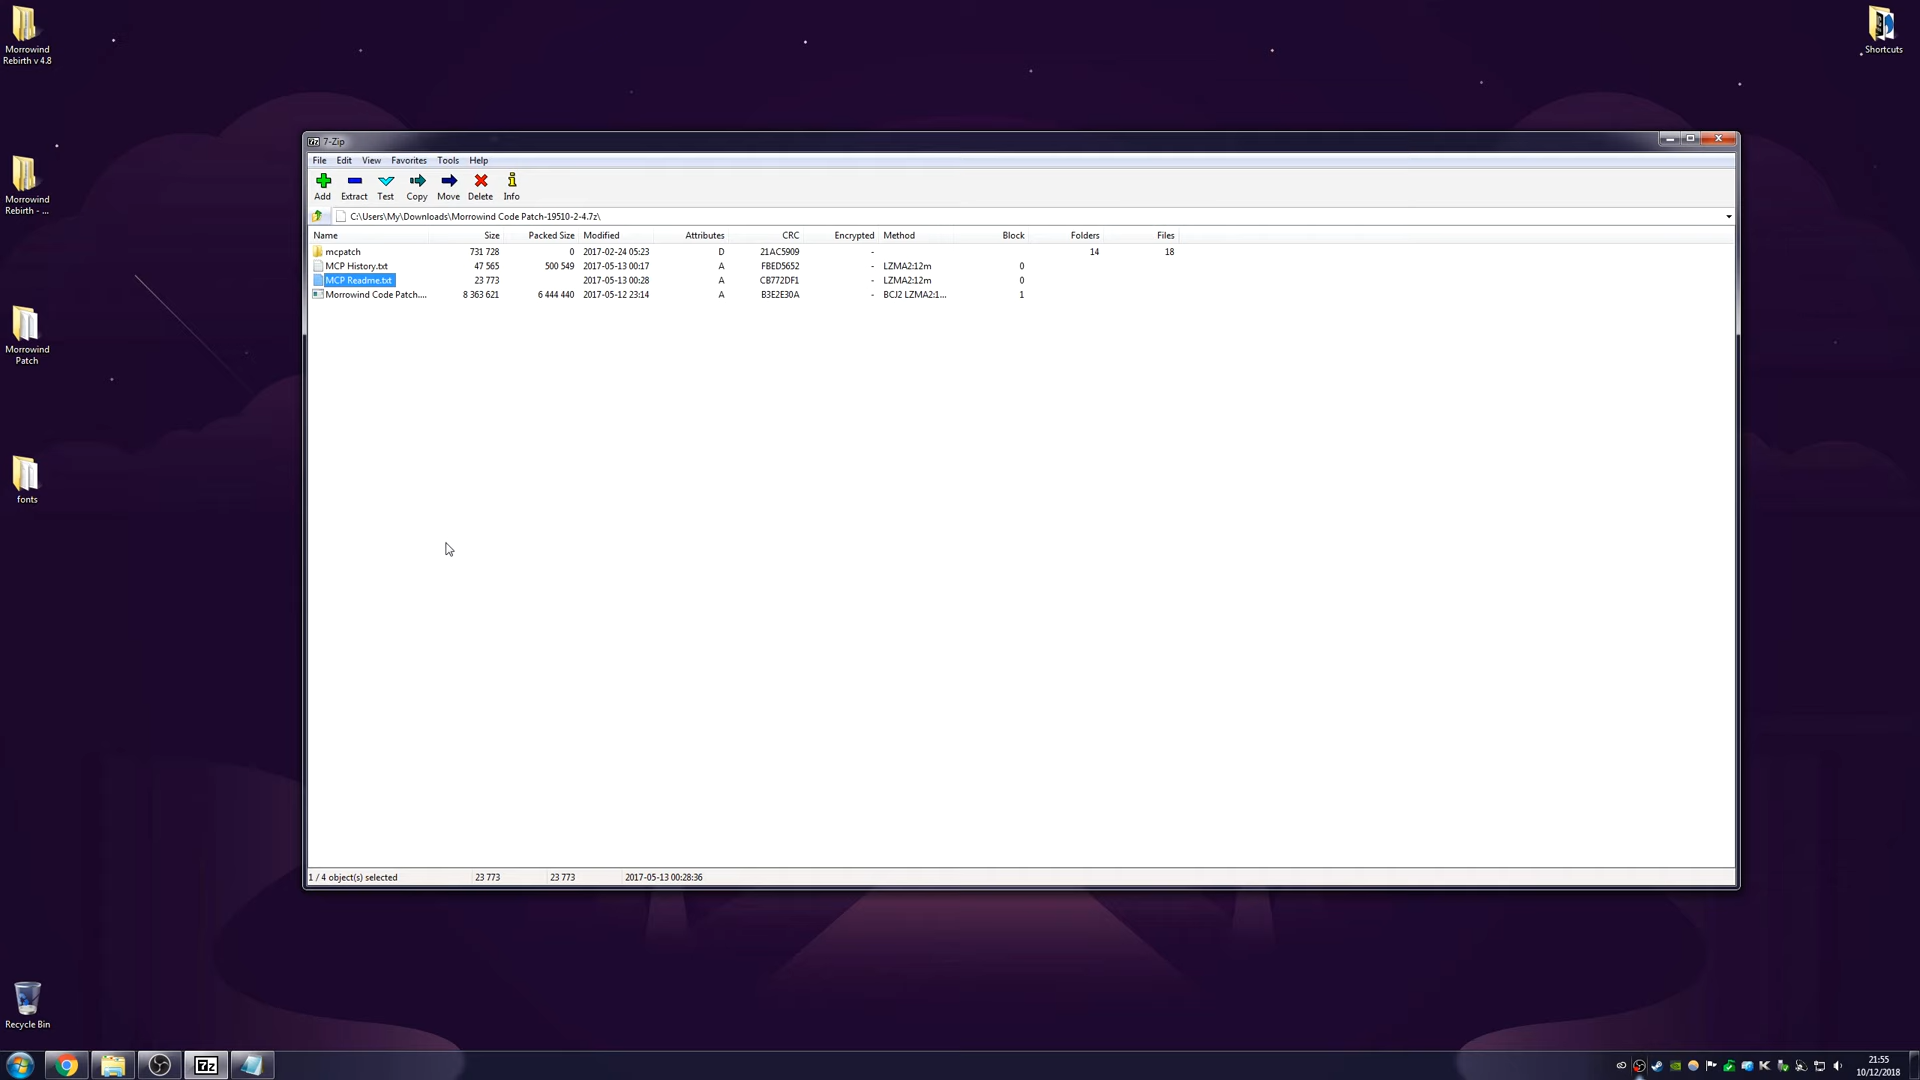 Morrowind
Rebirth v 4.8
Shortcuts
7-Zip
File Edit View Favorites Tools Help
Add Extract Test Copy Move Delete Info
C:\Users\My\Downloads\Morrowind Code Patch-19510-2-4.7z\
Name Size Packed Size Modified Attributes CRC Encrypted Method Block Folders Files
mcpatch 731 728 0 2017-02-24 05:23 D 21AC5909 - 14 18
MCP History.txt 47 565 500 549 2017-05-13 00:17 A FBED5652 - LZMA2:12m 0
MCP Readme.txt 23 773 2017-05-13 00:28 A CB772DF1 - LZMA2:12m 0
Morrowind Code Patch.... 8 363 621 6 444 440 2017-05-12 23:14 A B3E2E30A - BCJ2 LZMA2:1... 1
Morrowind
Rebirth - ...
Morrowind
Patch
fonts
1 / 4 object(s) selected 23 773 23 773 2017-05-13 00:28:36
Recycle Bin
7z
21:55
10/12/2018